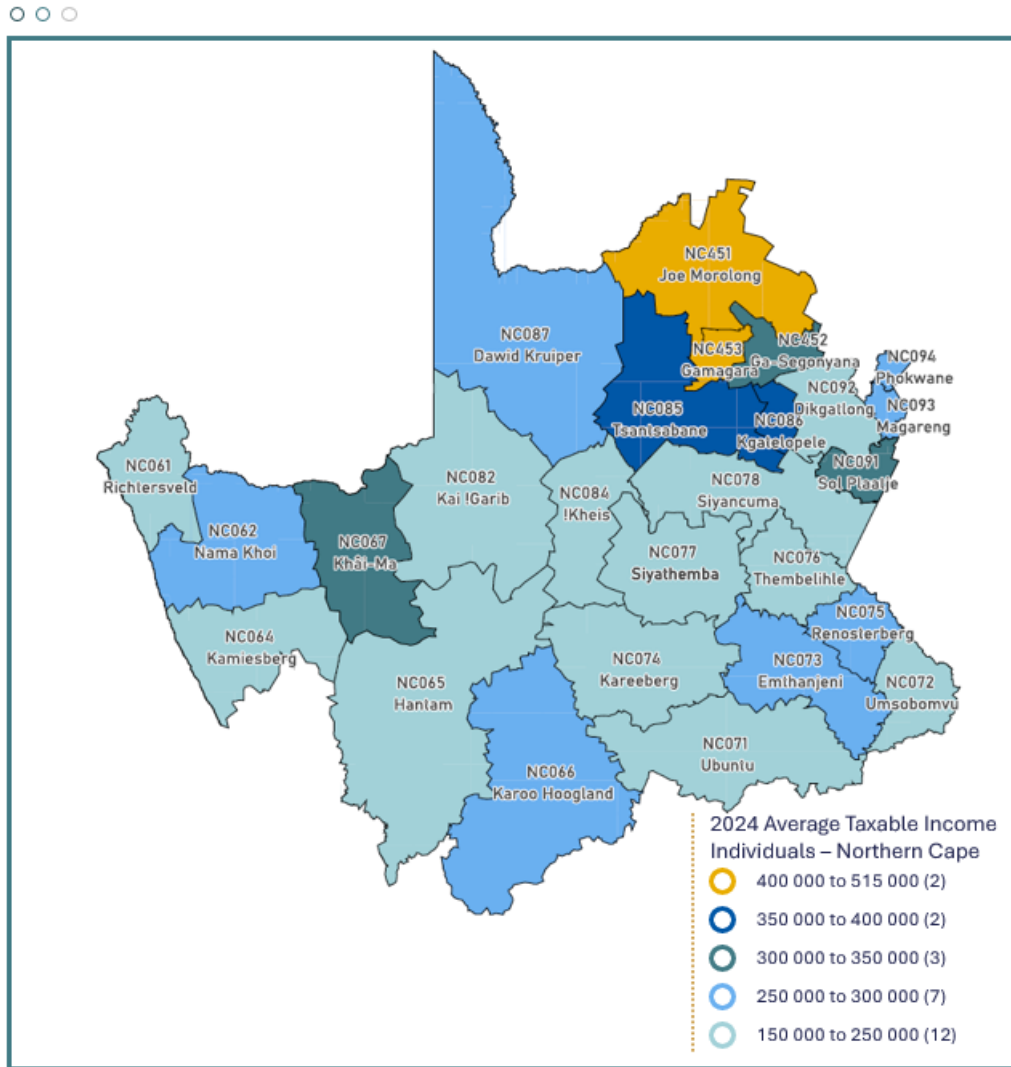 NC451
Joe Morolong
NC087
Dawid Kruiper
NC453
Gamagara
NC452
Ga-Segonyana
NC094
Phokwane
NC092
Dikgatlong
NC093
Magareng
NC085
Tsantsabane
NC086
Kgatelopele
NC091
Sol Plaatje
NC061
Richtersveld
NC082
Kai !Garib
NC084
!Kheis
NC078
Siyancuma
NC062
Nama Khoi
NC067
Khâi-Ma
NC077
Siyathemba
NC076
Thembelihle
NC075
Renosterberg
NC064
Kamiesberg
NC065
Hantam
NC074
Kareeberg
NC073
Emthanjeni
NC072
Umsobomvu
NC071
Ubuntu
NC066
Karoo Hoogland
2024 Average Taxable Income
Individuals – Northern Cape
400 000 to 515 000 (2)
350 000 to 400 000 (2)
300 000 to 350 000 (3)
250 000 to 300 000 (7)
150 000 to 250 000 (12)